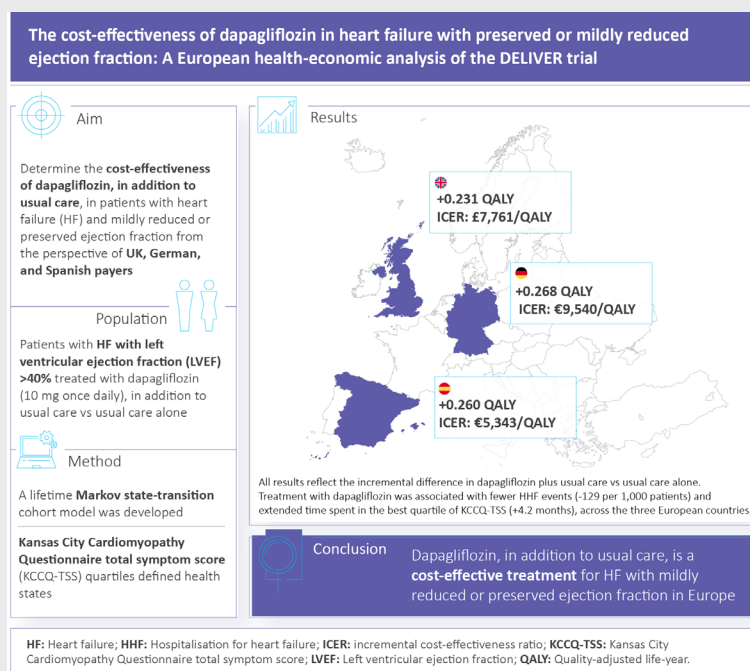 The cost-effectiveness of dapagliflozin in heart failure with preserved or mildly reduced
ejection fraction: A European health-economic analysis of the DELIVER trial
Aim
Determine the cost-effectiveness
of dapagliflozin, in addition to
usual care, in patients with heart
failure (HF) and mildly reduced or
preserved ejection fraction from
the perspective of UK, German,
and Spanish payers
Population
Patients with HF with left
ventricular ejection fraction (LVEF)
>40% treated with dapagliflozin
(10 mg once daily), in addition to
usual care vs usual care alone
Method
A lifetime Markov state-transition
cohort model was developed
Kansas City Cardiomyopathy
Questionnaire total symptom score
(KCCQ-TSS) quartiles defined health
states
Results
+0.231 QALY
ICER: £7,761/QALY
+0.268 QALY
ICER: €9,540/QALY
+0.260 QALY
ICER: €5,343/QALY
All results reflect the incremental difference in dapagliflozin plus usual care vs usual care alone.
Treatment with dapagliflozin was associated with fewer HHF events (-129 per 1,000 patients) and
extended time spent in the best quartile of KCCQ-TSS (+4.2 months), across the three European countries
Conclusion
Dapagliflozin, in addition to usual care, is a
cost-effective treatment for HF with mildly
reduced or preserved ejection fraction in Europe
HF: Heart failure; HHF: Hospitalisation for heart failure; ICER: incremental cost-effectiveness ratio; KCCQ-TSS: Kansas City
Cardiomyopathy Questionnaire total symptom score; LVEF: Left ventricular ejection fraction; QALY: Quality-adjusted life-year.